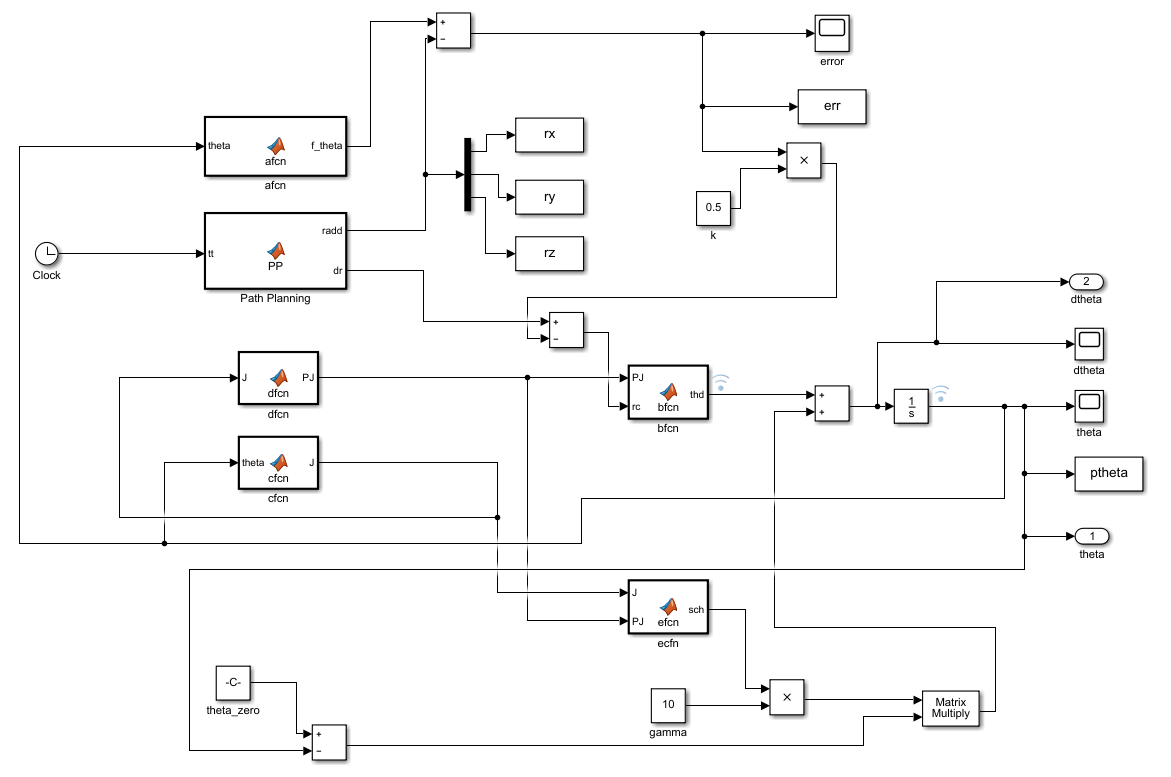 +
−
error
err
theta
afcn
f_theta
afcn
rx
ry
rz
×
0.5
k
Clock
tt
PP
radd
dr
Path Planning
+
−
2
dtheta
dtheta
J
dfcn
PJ
dfcn
PJ
rc
bfcn
thd
bfcn
+
+
1
s
theta
theta
cfcn
J
cfcn
ptheta
1
theta
J
PJ
efcn
sch
ecfn
-C-
theta_zero
+
−
10
gamma
×
Matrix
Multiply